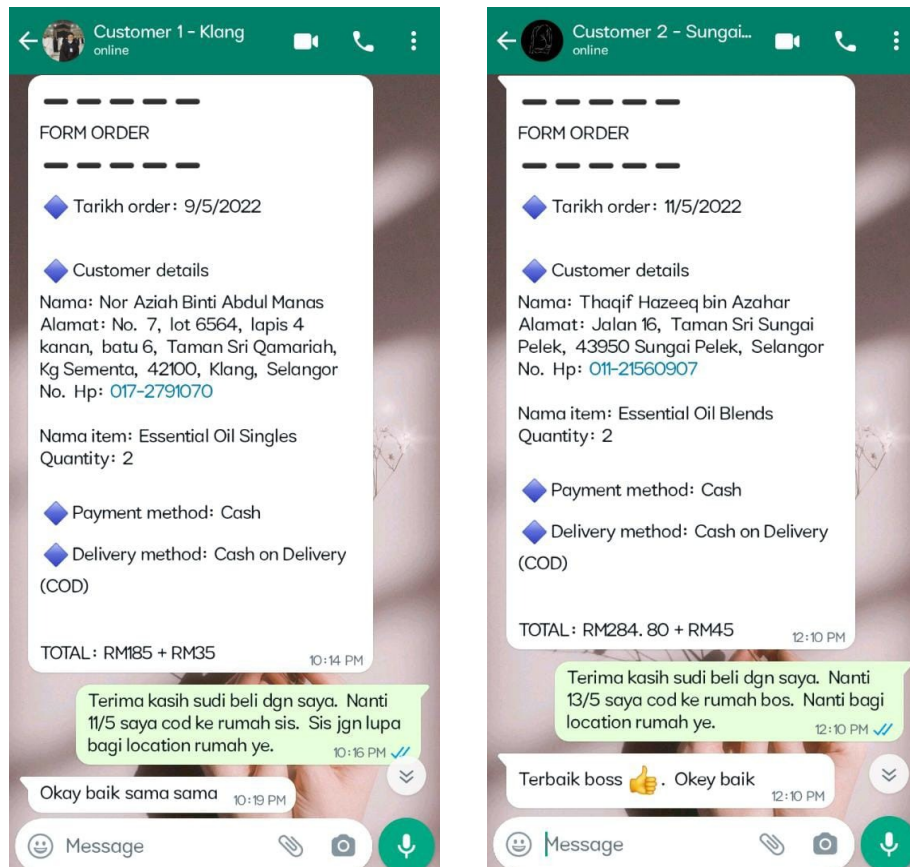 Customer 1 - Klang
online
FORM ORDER
Tarikh order: 9/5/2022
Customer details
Nama: Nor Aziah Binti Abdul Manas
Alamat: No. 7, lot 6564, lapis 4
kanan, batu 6, Taman Sri Qamariah,
Kg Sementa, 42100, Klang, Selangor
No. Hp: 017-2791070
Nama item: Essential Oil Singles
Quantity: 2
Payment method: Cash
Delivery method: Cash on Delivery
(COD)
TOTAL: RM185 + RM35
10:14 PM
Terima kasih sudi beli dgn saya. Nanti
11/5 saya cod ke rumah sis. Sis jgn lupa
bagi location rumah ye.
10:16 PM
Okay baik sama sama
10:19 PM
Message
Customer 2 - Sungai...
online
FORM ORDER
Tarikh order: 11/5/2022
Customer details
Nama: Thaqif Hazeeq bin Azahar
Alamat: Jalan 16, Taman Sri Sungai
Pelek, 43950 Sungai Pelek, Selangor
No. Hp: 011-21560907
Nama item: Essential Oil Blends
Quantity: 2
Payment method: Cash
Delivery method: Cash on Delivery
(COD)
TOTAL: RM284. 80 + RM45
12:10 PM
Terima kasih sudi beli dgn saya. Nanti
13/5 saya cod ke rumah bos. Nanti bagi
location rumah ye.
12:10 PM
Terbaik boss 👍. Okey baik
12:10 PM
Message